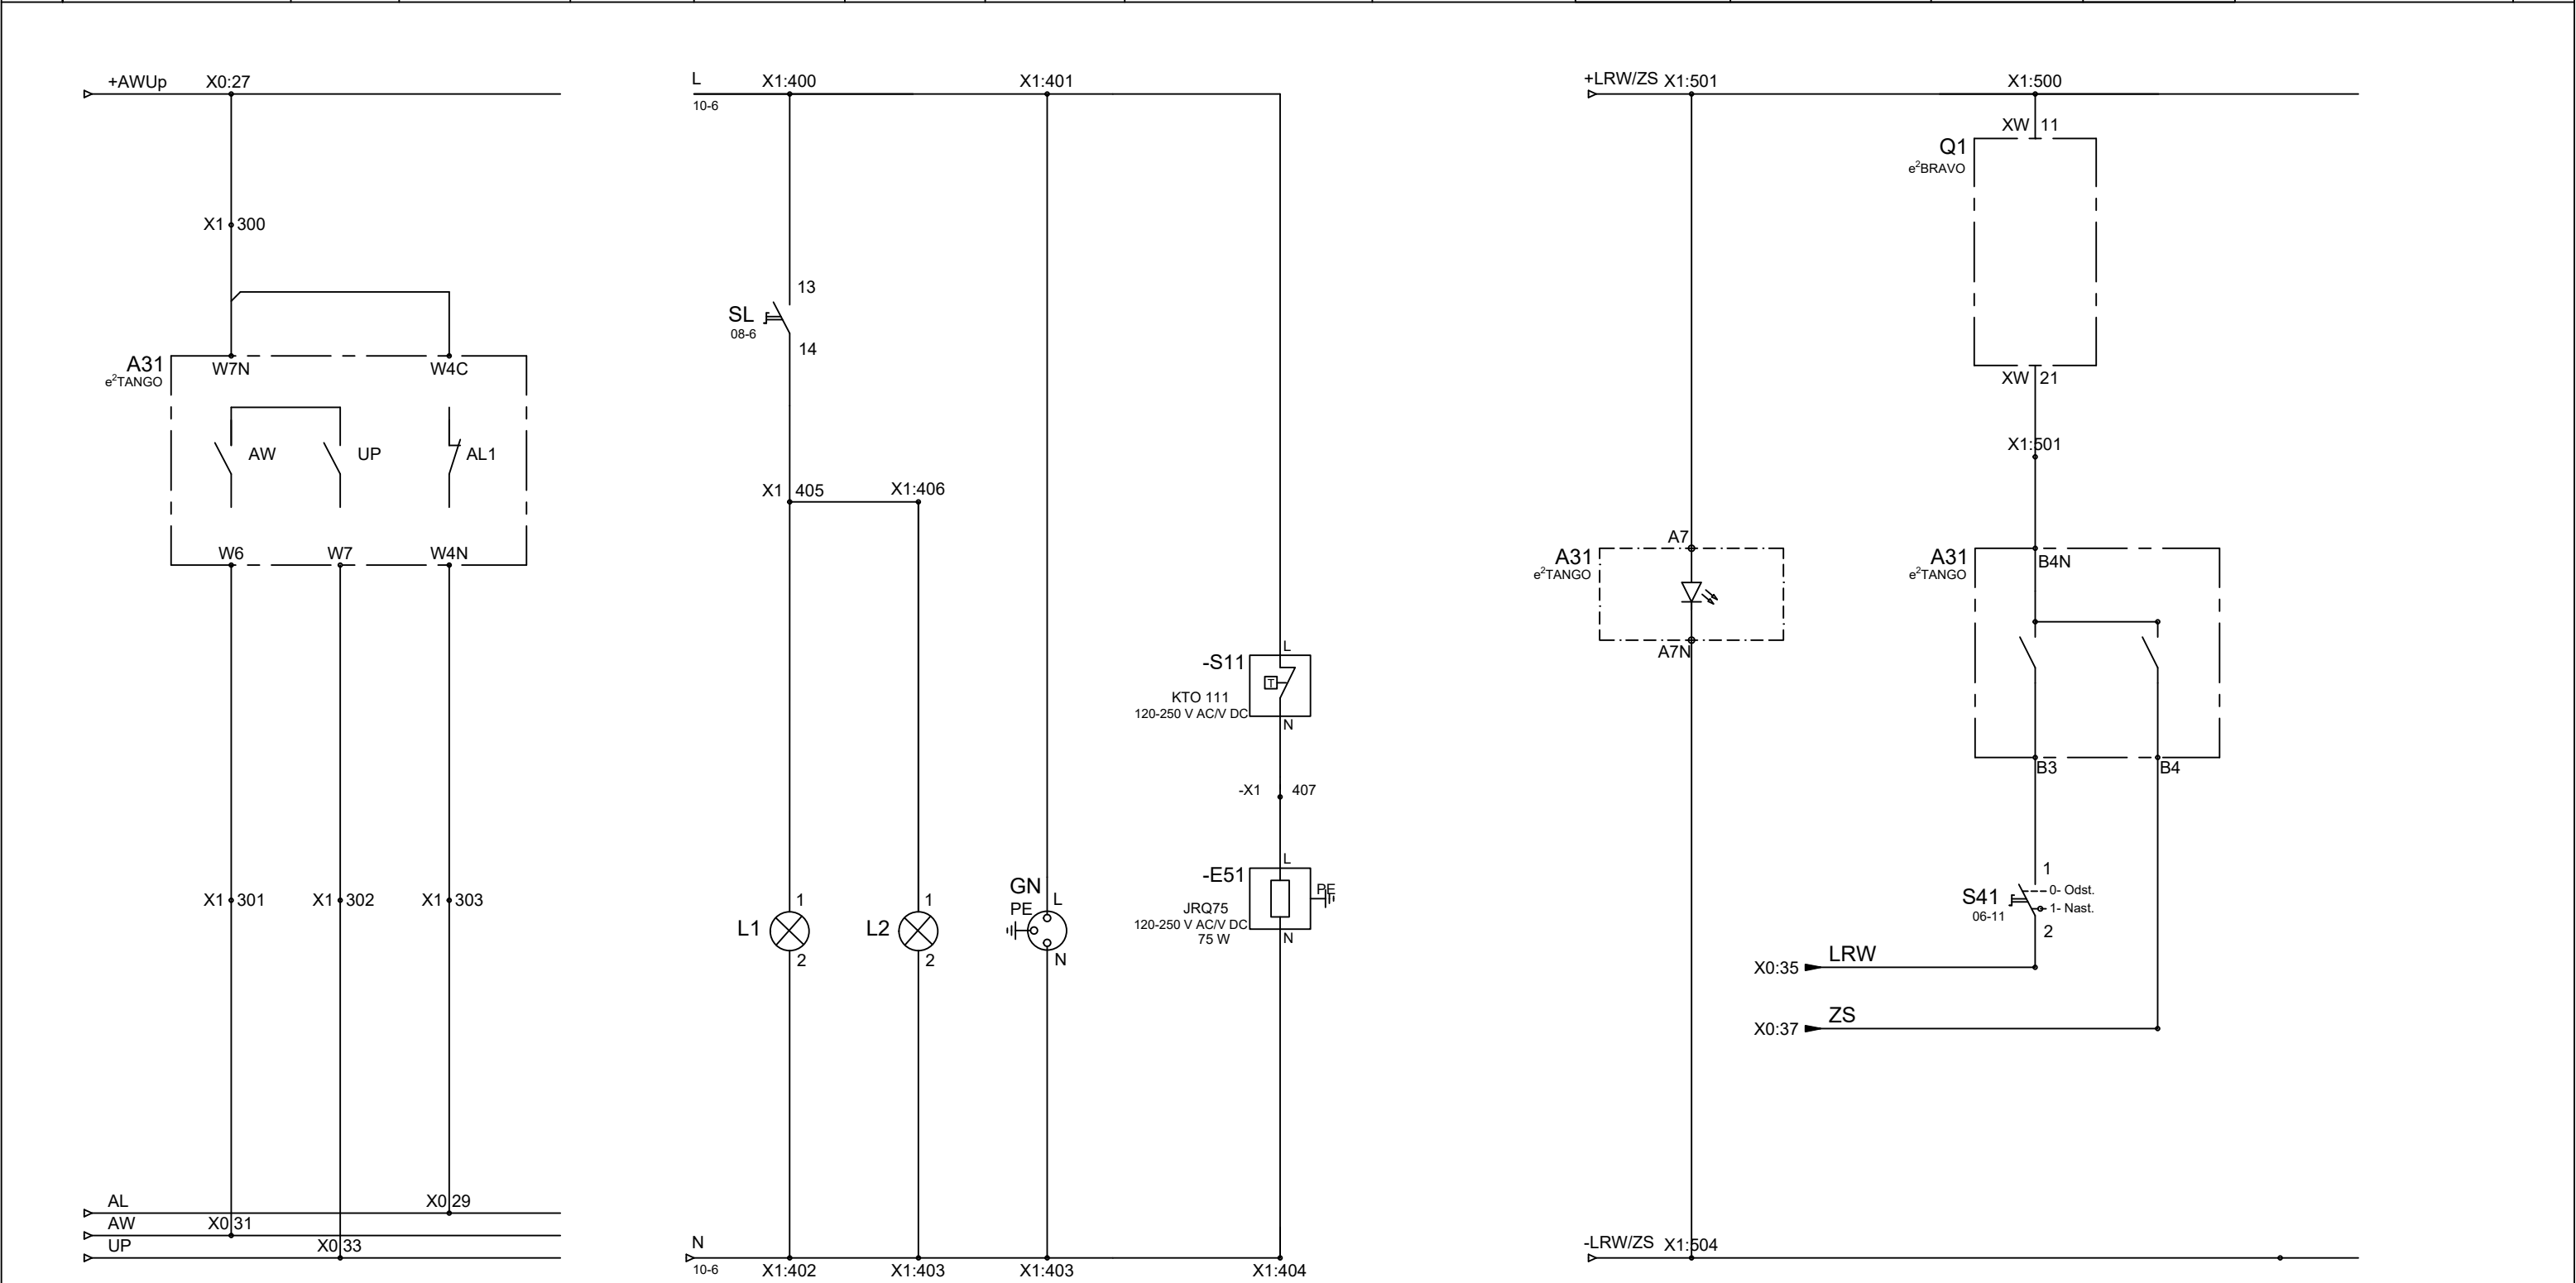 +AWUp X0:27
X1 300
A31
e²TANGO
W7N W4C
AW UP AL1
W6 W7 W4N
X1 301 X1 302 X1 303
AL X0 29
AW X0 31
UP X0 33
L X1:400 X1:401
10-6
13
SL
08-6
14
X1 405 X1:406
L
-S11
KTO 111
120-250 V AC/V DC
N
-X1 407
L
-E51
PE
JRQ75
120-250 V AC/V DC
75 W
N
1 1
L1 L2
2 2
GN L
PE
N
N
10-6 X1:402 X1:403 X1:403 X1:404
+LRW/ZS X1:501 X1:500
XW 11
Q1
e²BRAVO
XW 21
X1:501
A7
A31
e²TANGO
A7N
A31
e²TANGO
B4N
B3 B4
1
S41 0- Odst.
06-11 1- Nast.
2
LRW
X0:35
ZS
X0:37
-LRW/ZS X1:504
T